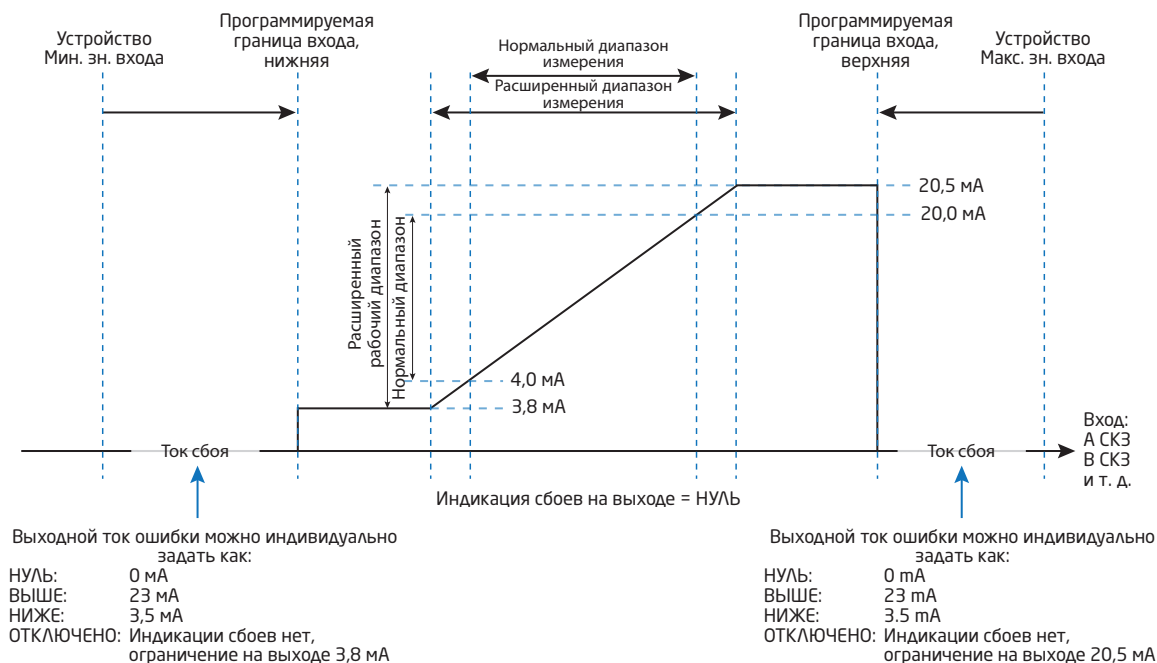 Устройство
Мин. зн. входа
Программируемая
граница входа,
нижняя
Нормальный диапазон
измерения
Расширенный диапазон
измерения
Программируемая
граница входа,
верхняя
Устройство
Макс. зн. входа
20,5 мА
20,0 мА
Расширенный
рабочий диапазон
Нормальный диапазон
4,0 мА
3,8 мА
Ток сбоя
Ток сбоя
Вход:
А СКЗ
В СКЗ
и т. д.
Индикация сбоев на выходе = НУЛЬ
Выходной ток ошибки можно индивидуально
задать как:
НУЛЬ: 0 мА
ВЫШЕ: 23 мА
НИЖЕ: 3,5 мА
ОТКЛЮЧЕНО: Индикации сбоев нет,
ограничение на выходе 3,8 мА
Выходной ток ошибки можно индивидуально
задать как:
НУЛЬ: 0 mA
ВЫШЕ: 23 mA
НИЖЕ: 3.5 mA
ОТКЛЮЧЕНО: Индикации сбоев нет,
ограничение на выходе 20,5 мА